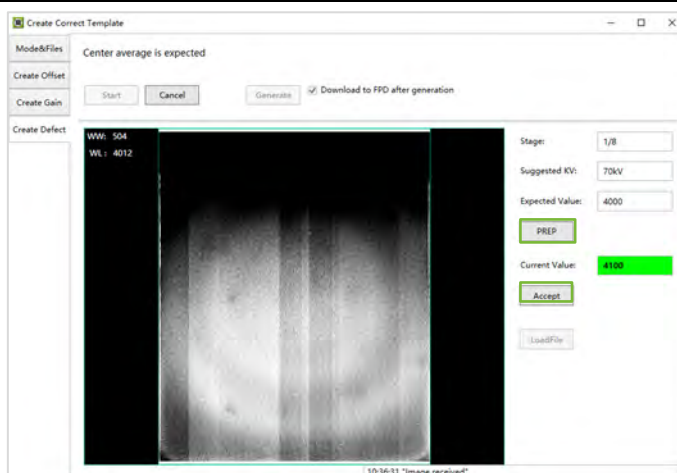 Create Correct Template
Mode&Files
Center average is expected
Create Offset
Start
Cancel
Generate
Download to FPD after generation
Create Gain
Create Defect
WW: 504
WL: 4012
Stage:
1/8
Suggested KV:
70kV
Expected Value:
4000
PREP
Current Value:
4100
Accept
LoadFile
10:36:31 "Image received"